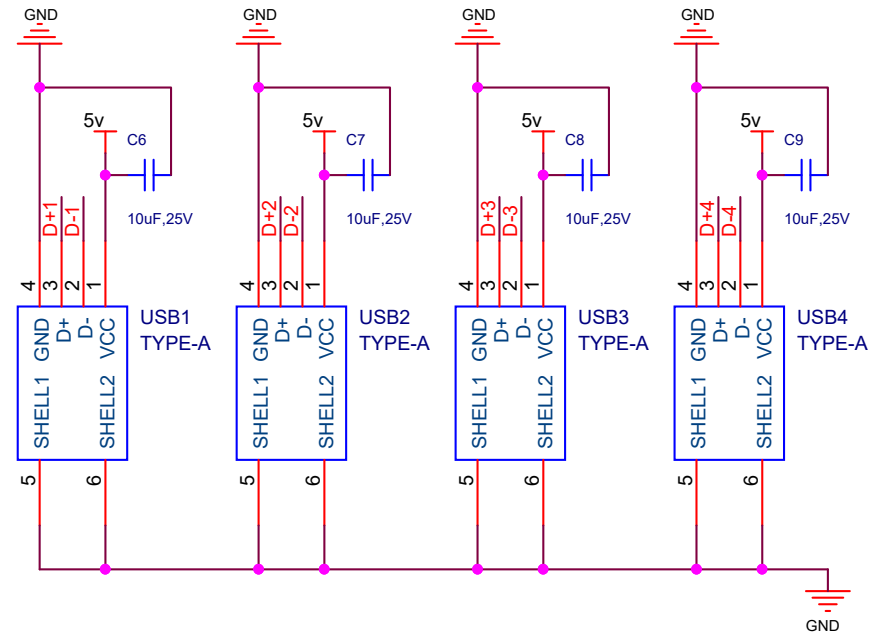 GND GND GND GND
5v C6 5v C7 5v C8 5v C9
10uF,25V 10uF,25V 10uF,25V 10uF,25V
D+1 D-1 D+2 D-2 D+3 D-3 D+4 D-4
4 3 2 1 4 3 2 1 4 3 2 1 4 3 2 1
USB1 USB2 USB3 USB4
TYPE-A TYPE-A TYPE-A TYPE-A
GND D+ D- VCC GND D+ D- VCC GND D+ D- VCC GND D+ D- VCC
SHELL1 SHELL2 SHELL1 SHELL2 SHELL1 SHELL2 SHELL1 SHELL2
5 6 5 6 5 6 5 6
GND